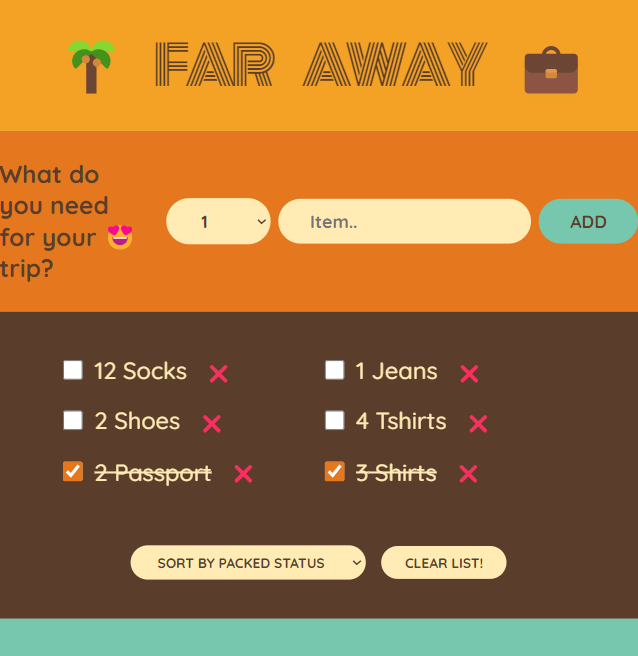 FAR AWAY
What do
you need
for your 😍
trip?
1
Item..
ADD
12 Socks ❌
1 Jeans ❌
2 Shoes ❌
4 Tshirts ❌
2 Passport ❌
3 Shirts ❌
SORT BY PACKED STATUS
CLEAR LIST!